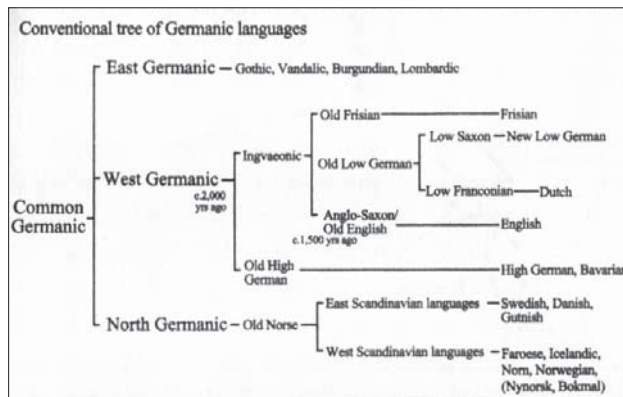 Conventional tree of Germanic languages
East Germanic
Gothic, Vandalic, Burgundian, Lombardic
Old Frisian
Frisian
Low Saxon
New Low German
Ingvaeonic
Old Low German
West Germanic
c.2,000
yrs ago
Low Franconian
Dutch
Common
Germanic
Anglo-Saxon/
Old English
c.1,500 yrs ago
English
Old High
German
High German, Bavarian
East Scandinavian languages
Swedish, Danish,
Gutnish
North Germanic
Old Norse
West Scandinavian languages
Faroese, Icelandic,
Norn, Norwegian,
(Nynorsk, Bokmal)